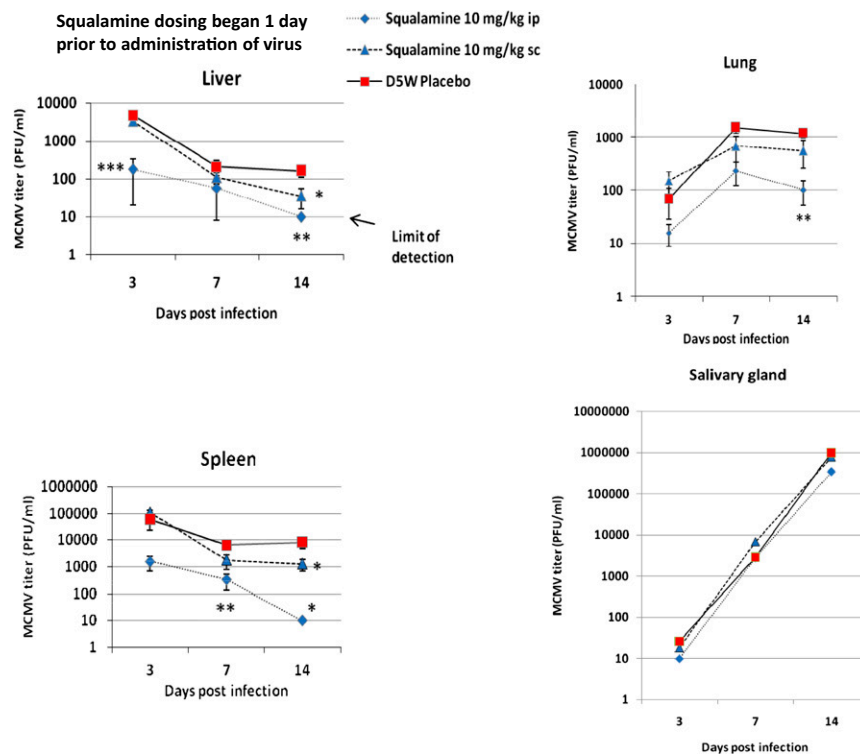 Squalamine dosing began 1 day
prior to administration of virus
Squalamine 10 mg/kg ip
Squalamine 10 mg/kg sc
D5W Placebo
Liver
MCMV titer (PFU/ml)
10000
1000
100
10
1
***
*
**
Limit of
detection
3
7
14
Days post infection
Lung
MCMV titer (PFU/ml)
10000
1000
100
10
1
**
3
7
14
Days post infection
Spleen
MCMV titer (PFU/ml)
1000000
100000
10000
1000
100
10
1
*
**
*
3
7
14
Days post infection
Salivary gland
MCMV titer (PFU/ml)
10000000
1000000
100000
10000
1000
100
10
1
3
7
14
Days post infection